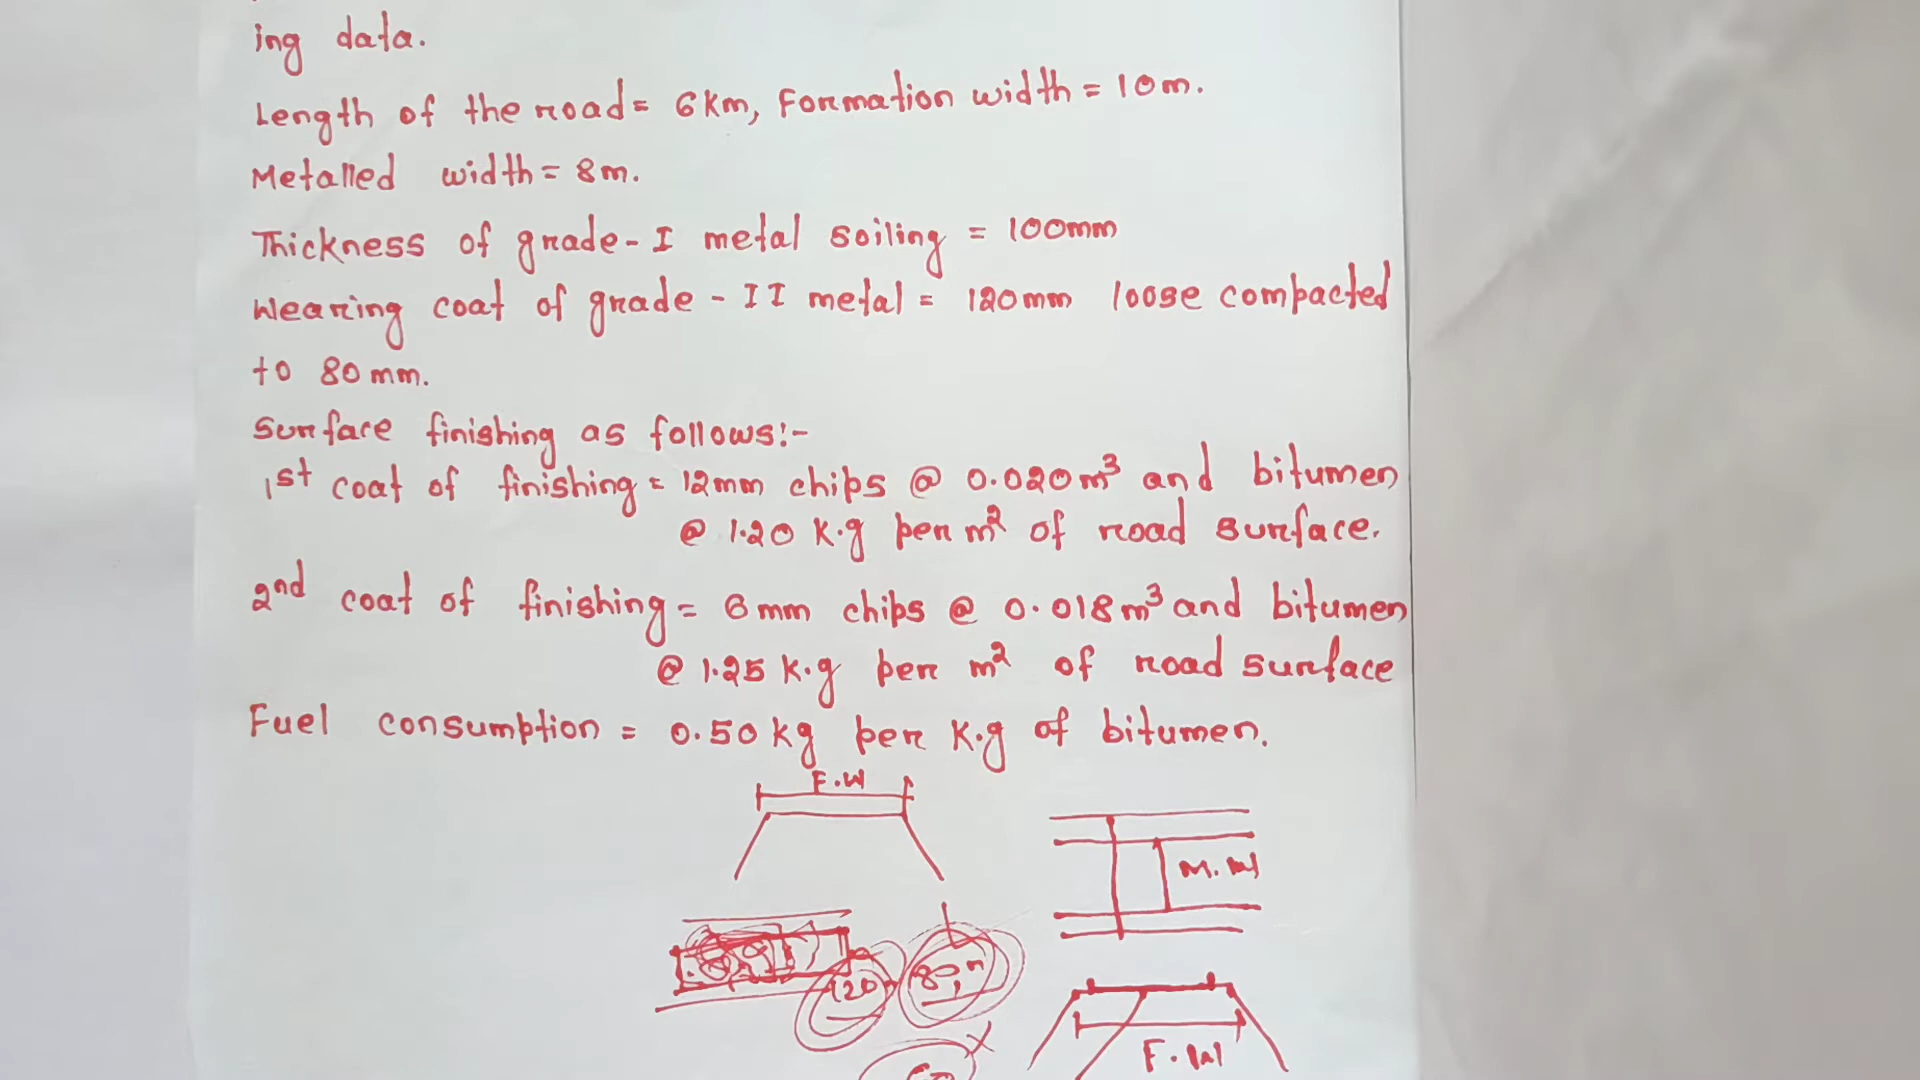 ing data.
Length of the road= 6km, Formation width = 10m.
Metalled width= 8m.
Thickness of grade-I metal soiling = 100mm
Wearing coat of grade - II metal = 120mm loose compacted
to 80mm.
Surface finishing as follows:-
1st coat of finishing = 12mm chips @ 0.020m³ and bitumen
@ 1.20 K.g per m² of road surface.
2nd coat of finishing = 6mm chips @ 0.018m³ and bitumen
@ 1.25 K.g per m² of road surface
Fuel consumption = 0.50kg per K.g of bitumen.
F.W
M.W
120
F.W